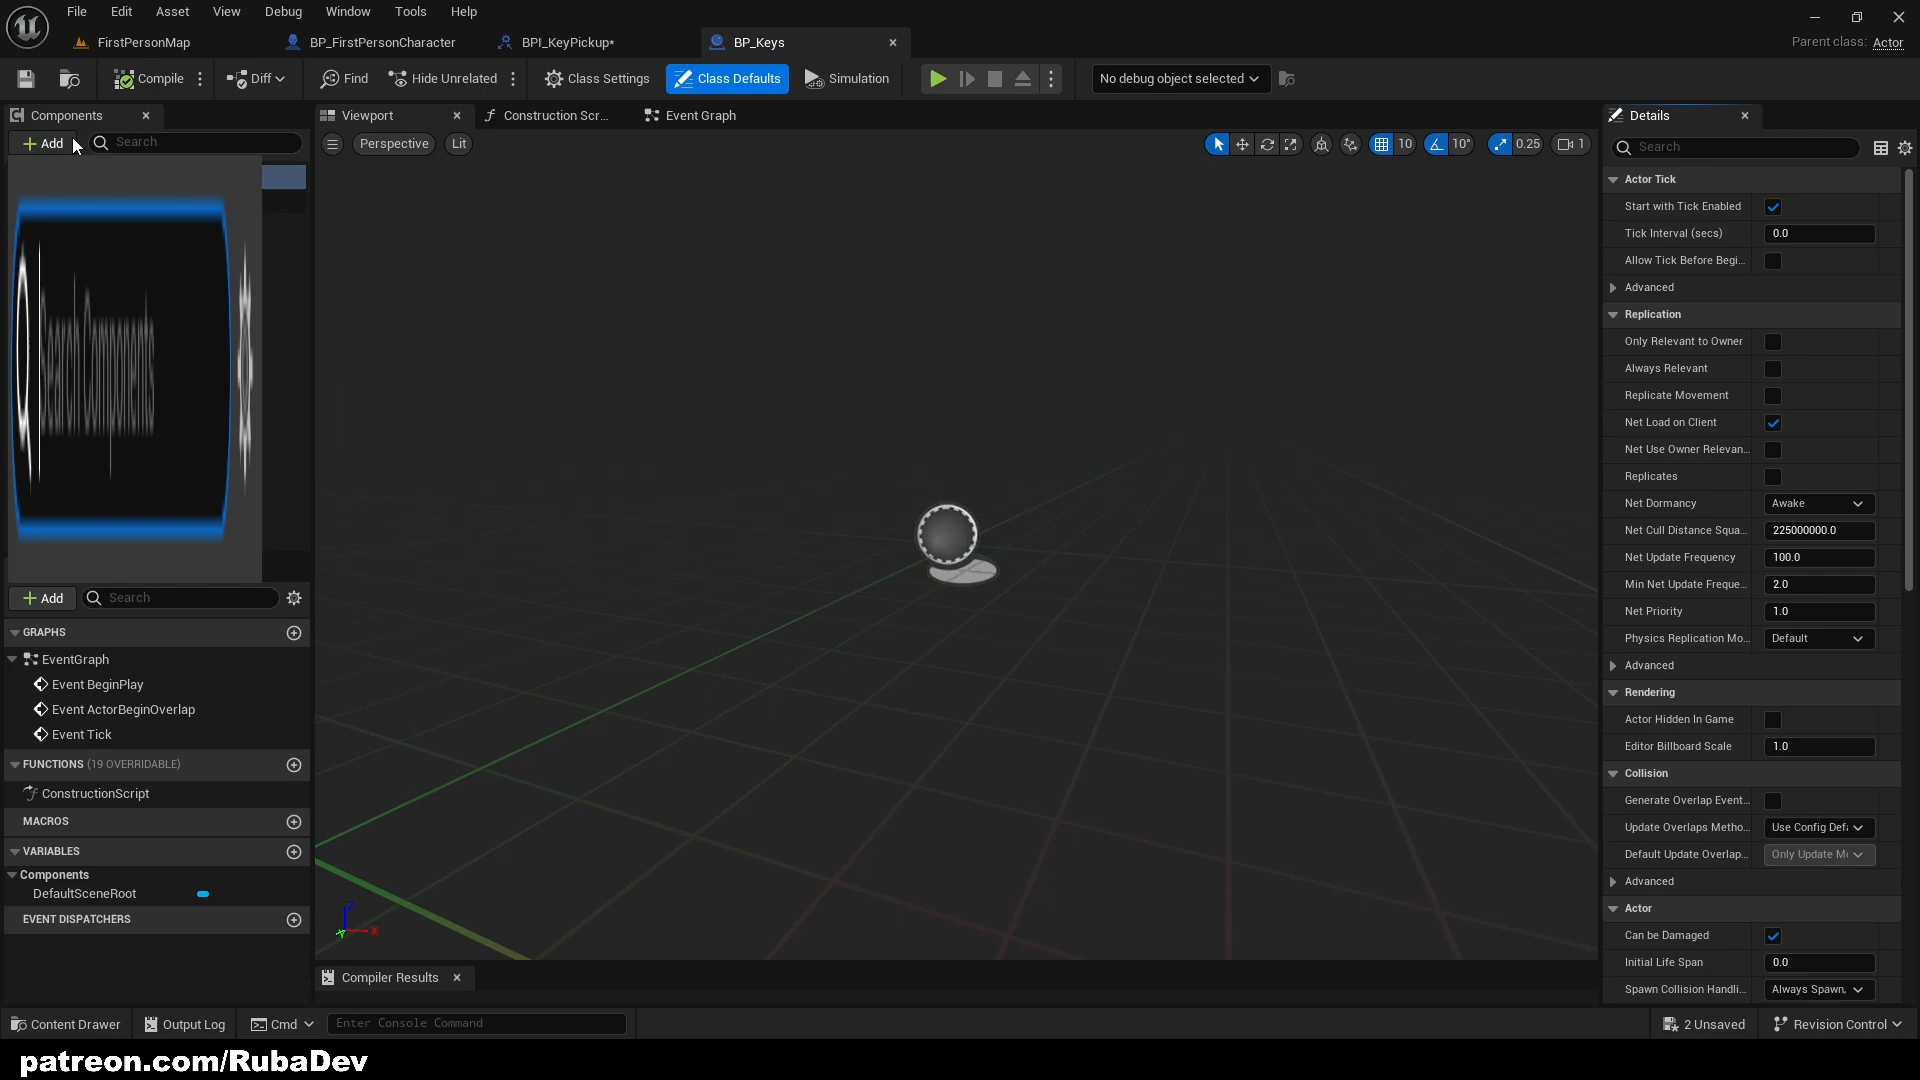 File Edit Asset View Debug Window Tools Help
FirstPersonMap BP_FirstPersonCharacter BPI_KeyPickup* BP_Keys Parent class: Actor
Compile Diff Find Hide Unrelated Class Settings Class Defaults Simulation No debug object selected
Components Viewport Construction Scr... Event Graph Details
Add Search Perspective Lit 10 10° 0.25 1 Search
Search Components
Add Search
GRAPHS
EventGraph
Event BeginPlay
Event ActorBeginOverlap
Event Tick
FUNCTIONS (19 OVERRIDABLE)
ConstructionScript
MACROS
VARIABLES
Components
DefaultSceneRoot
EVENT DISPATCHERS
Compiler Results
Actor Tick
Start with Tick Enabled
Tick Interval (secs) 0.0
Allow Tick Before Begi...
Advanced
Replication
Only Relevant to Owner
Always Relevant
Replicate Movement
Net Load on Client
Net Use Owner Relevan...
Replicates
Net Dormancy Awake
Net Cull Distance Squa... 225000000.0
Net Update Frequency 100.0
Min Net Update Freque... 2.0
Net Priority 1.0
Physics Replication Mo... Default
Advanced
Rendering
Actor Hidden In Game
Editor Billboard Scale 1.0
Collision
Generate Overlap Event...
Update Overlaps Metho... Use Config Defa
Default Update Overlap... Only Update M
Advanced
Actor
Can be Damaged
Initial Life Span 0.0
Spawn Collision Handli... Always Spawn,
Content Drawer Output Log Cmd Enter Console Command 2 Unsaved Revision Control
patreon.com/RubaDev
Z
Y X